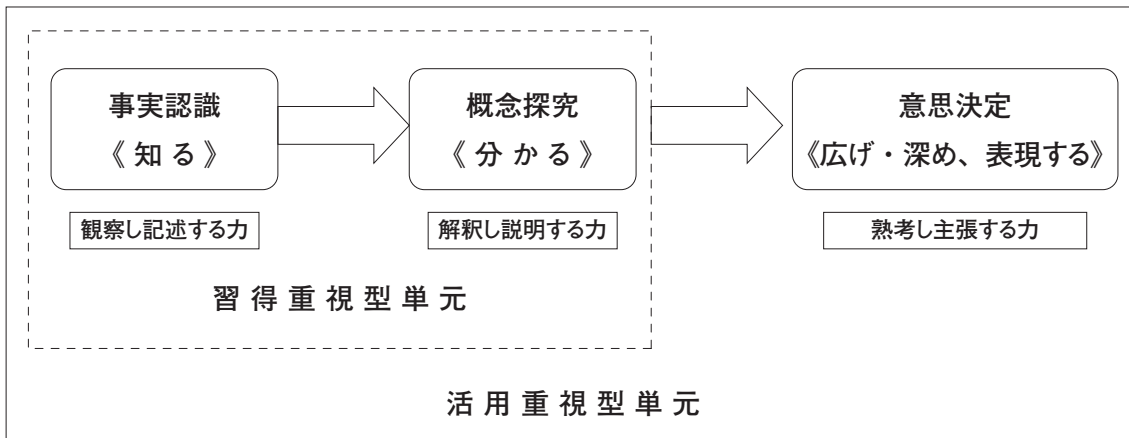 事実認識
《 知 る 》
概念探究
《 分 か る 》
意思決定
《広げ・深め、表現する》
観察し記述する力
解釈し説明する力
熟考し主張する力
習 得 重 視 型 単 元
活 用 重 視 型 単 元